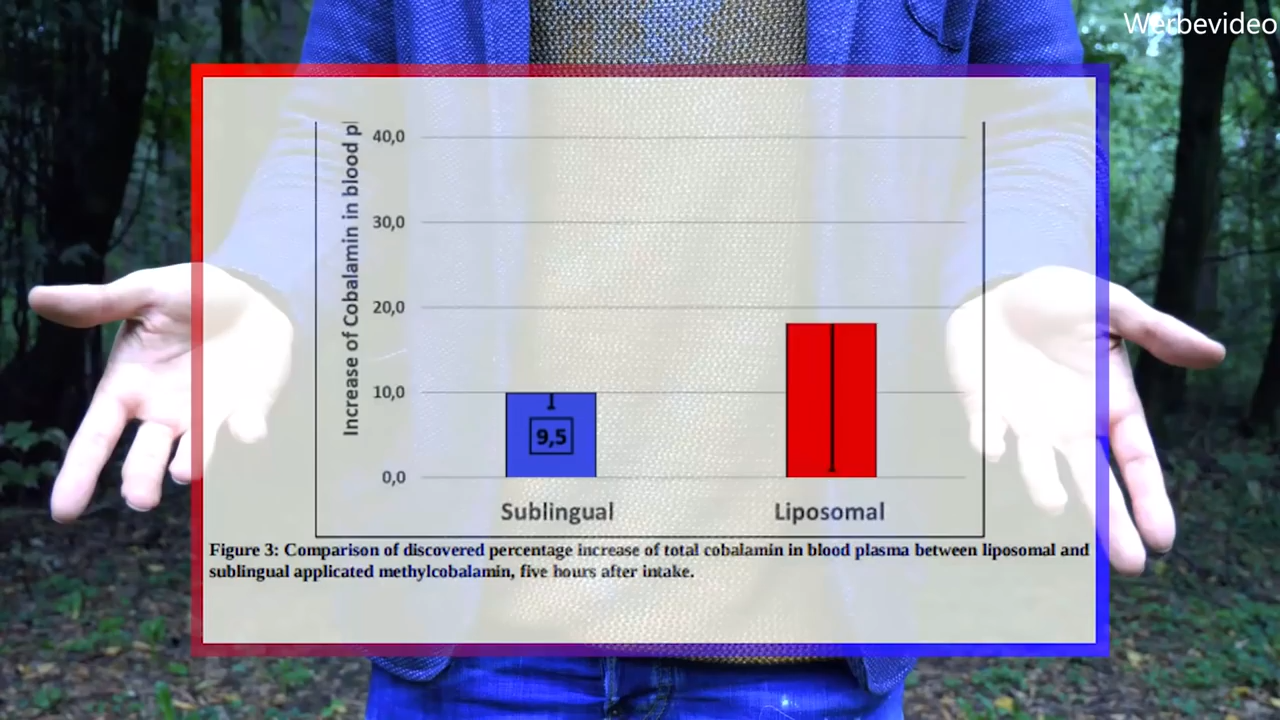 Werbevideo
Increase of Cobalamin in blood p
40,0
30,0
20,0
10,0
0,0
9,5
Sublingual
Liposomal
Figure 3: Comparison of discovered percentage increase of total cobalamin in blood plasma between liposomal and
sublingual applicated methylcobalamin, five hours after intake.